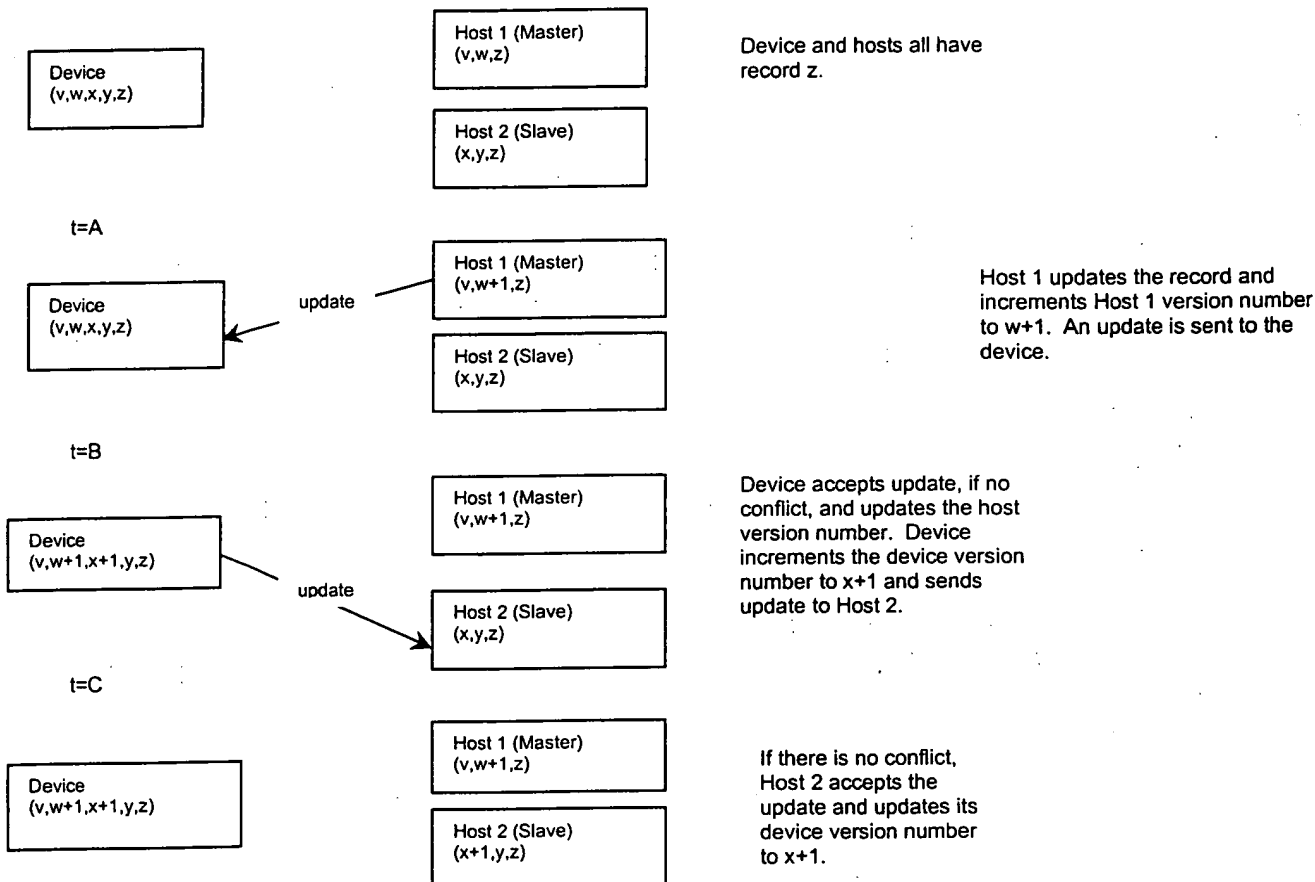 Host 1 (Master)
(v,w,z)
Device and hosts all have
record z.
Device
(v,w,x,y,z)
Host 2 (Slave)
(x,y,z)
t=A
Host 1 (Master)
(v,w+1,z)
Host 1 updates the record and
increments Host 1 version number
to w+1. An update is sent to the
device.
update
Device
(v,w,x,y,z)
Host 2 (Slave)
(x,y,z)
t=B
Host 1 (Master)
(v,w+1,z)
Device accepts update, if no
conflict, and updates the host
version number. Device
increments the device version
number to x+1 and sends
update to Host 2.
Device
(v,w+1,x+1,y,z)
update
Host 2 (Slave)
(x,y,z)
t=C
Host 1 (Master)
(v,w+1,z)
If there is no conflict,
Host 2 accepts the
update and updates its
device version number
to x+1.
Device
(v,w+1,x+1,y,z)
Host 2 (Slave)
(x+1,y,z)